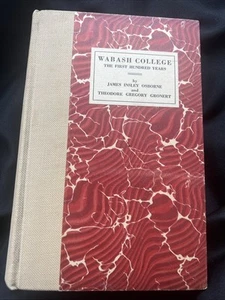 WABASH COLLEGE
THE FIRST HUNDRED YEARS
by
JAMES INSLEY OSBORNE
and
THEODORE GREGORY GRONERT